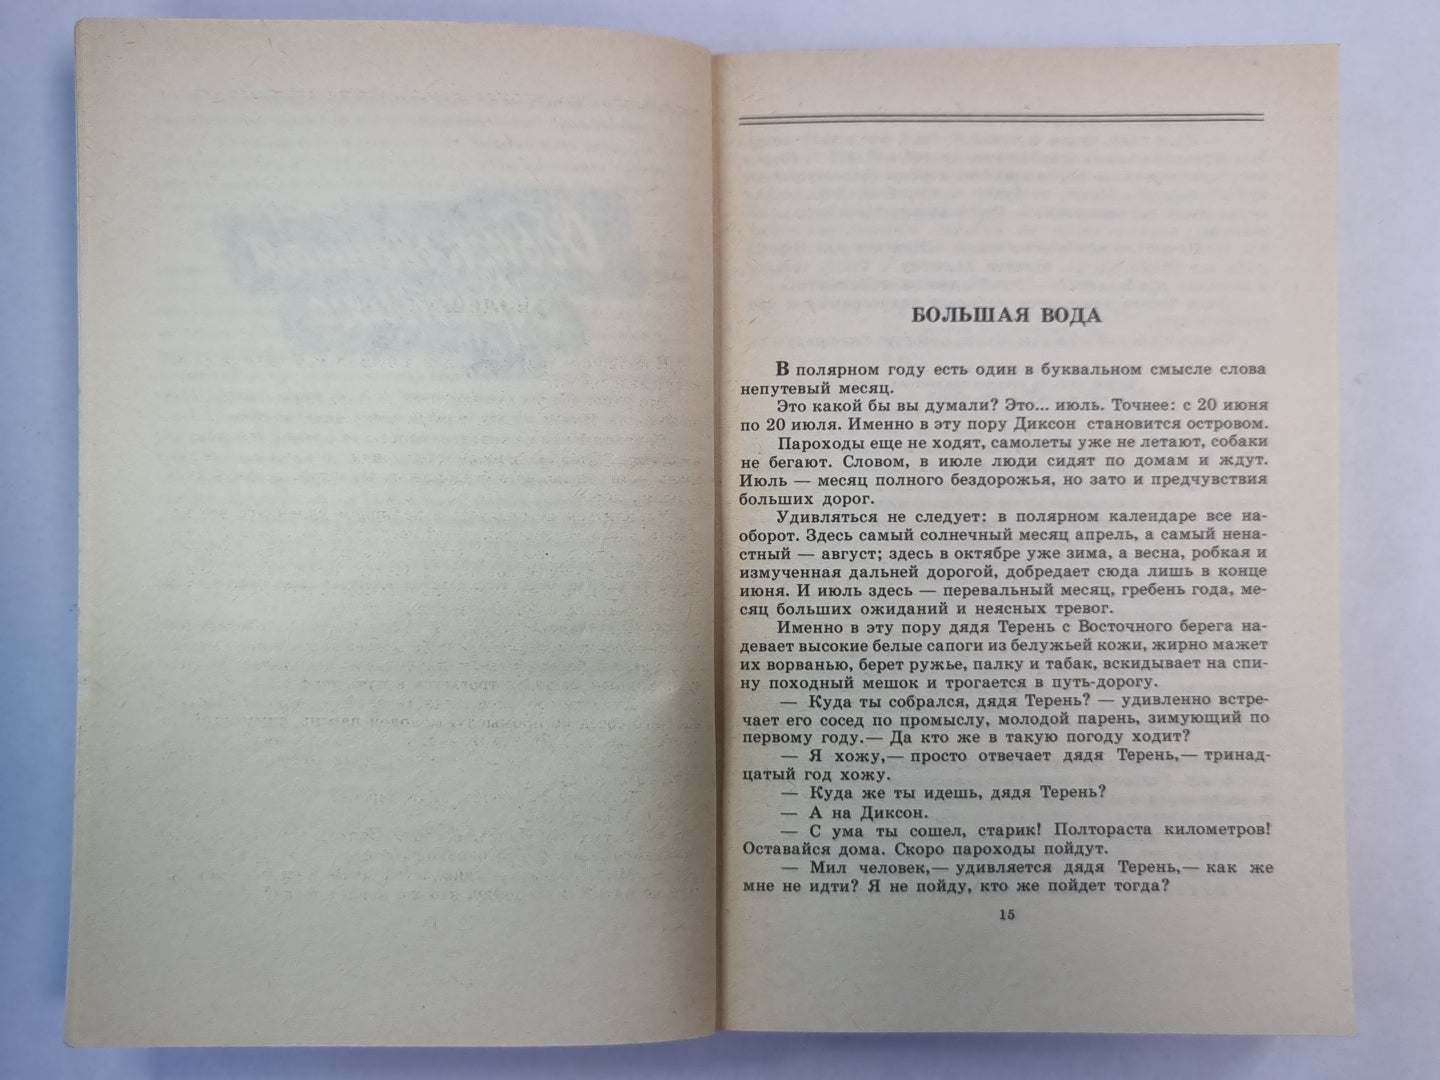 БОЛЬШАЯ ВОДА
В полярном году есть один в буквальном смысле слова
непутевый месяц.
Это какой бы вы думали? Это... июль. Точнее: с 20 июня
по 20 июля. Именно в эту пору Диксон становится островом.
Пароходы еще не ходят, самолеты уже не летают, собаки
не бегают. Словом, в июле люди сидят по домам и ждут.
Июль — месяц полного бездорожья, но зато и предчувствия
больших дорог.
Удивляться не следует: в полярном календаре все на-
оборот. Здесь самый солнечный месяц апрель, а самый нена-
стный — август; здесь в октябре уже зима, а весна, робкая и
измученная дальней дорогой, добредает сюда лишь в конце
июня. И июль здесь — перевальный месяц, гребень года, ме-
сяц больших ожиданий и неясных тревог.
Именно в эту пору дядя Терень с Восточного берега на-
девает высокие белые сапоги из белужьей кожи, жирно мажет
их ворванью, берет ружье, палку и табак, вскидывает на спи-
ну походный мешок и трогается в путь-дорогу.
— Куда ты собрался, дядя Терень? — удивленно встре-
чает его сосед по промыслу, молодой парень, зимующий по
первому году.— Да кто же в такую погоду ходит?
— Я хожу,— просто отвечает дядя Терень,— тринад-
цатый год хожу.
— Куда же ты идешь, дядя Терень?
— А на Диксон.
— С ума ты сошел, старик! Полтораста километров!
Оставайся дома. Скоро пароходы пойдут.
— Мил человек,— удивляется дядя Терень,— как же
мне не идти? Я не пойду, кто же пойдет тогда?
15